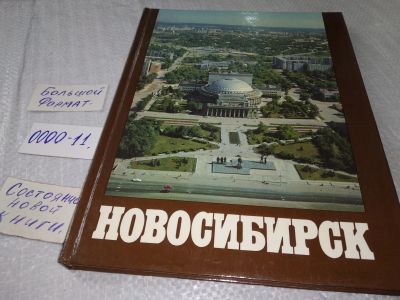 Большой
формат.
0000-11.
Состояние
новой
книги.
НОВОСИБИРСК